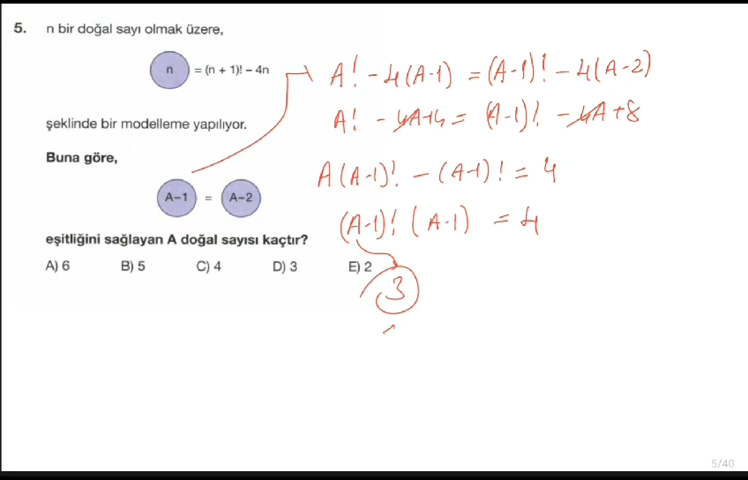 5. n bir doğal sayı olmak üzere,
n = (n + 1)! – 4n
şeklinde bir modelleme yapılıyor.
Buna göre,
A–1 = A–2
eşitliğini sağlayan A doğal sayısı kaçtır?
A) 6 B) 5 C) 4 D) 3 E) 2
A! - 4(A-1) = (A-1)! - 4(A-2)
A! - 4A+4 = (A-1)! - 4A+8
A(A-1)! - (A-1)! = 4
(A-1)! (A-1) = 4
3
5/40